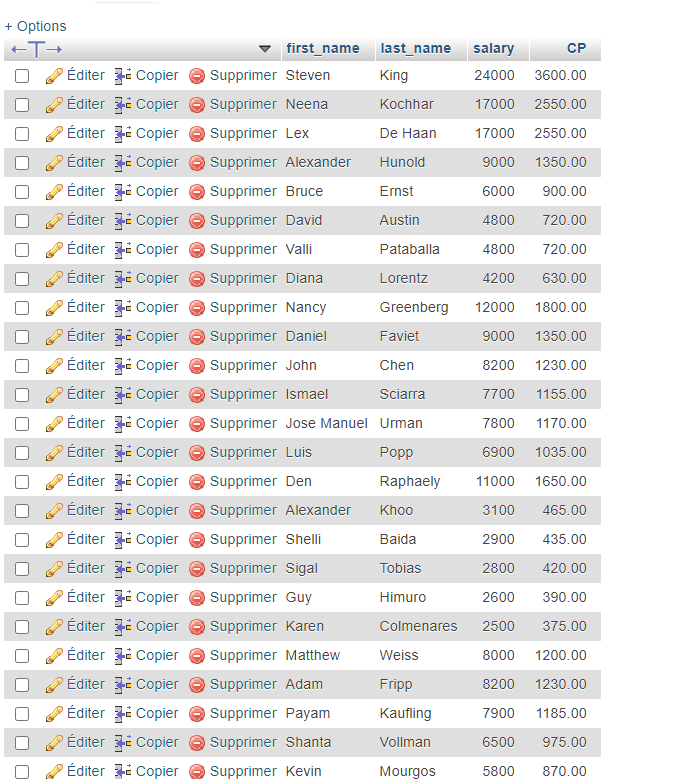 + Options
←T→ first_name last_name salary CP
Éditer Copier Supprimer Steven King 24000 3600.00
Éditer Copier Supprimer Neena Kochhar 17000 2550.00
Éditer Copier Supprimer Lex De Haan 17000 2550.00
Éditer Copier Supprimer Alexander Hunold 9000 1350.00
Éditer Copier Supprimer Bruce Ernst 6000 900.00
Éditer Copier Supprimer David Austin 4800 720.00
Éditer Copier Supprimer Valli Pataballa 4800 720.00
Éditer Copier Supprimer Diana Lorentz 4200 630.00
Éditer Copier Supprimer Nancy Greenberg 12000 1800.00
Éditer Copier Supprimer Daniel Faviet 9000 1350.00
Éditer Copier Supprimer John Chen 8200 1230.00
Éditer Copier Supprimer Ismael Sciarra 7700 1155.00
Éditer Copier Supprimer Jose Manuel Urman 7800 1170.00
Éditer Copier Supprimer Luis Popp 6900 1035.00
Éditer Copier Supprimer Den Raphaely 11000 1650.00
Éditer Copier Supprimer Alexander Khoo 3100 465.00
Éditer Copier Supprimer Shelli Baida 2900 435.00
Éditer Copier Supprimer Sigal Tobias 2800 420.00
Éditer Copier Supprimer Guy Himuro 2600 390.00
Éditer Copier Supprimer Karen Colmenares 2500 375.00
Éditer Copier Supprimer Matthew Weiss 8000 1200.00
Éditer Copier Supprimer Adam Fripp 8200 1230.00
Éditer Copier Supprimer Payam Kaufling 7900 1185.00
Éditer Copier Supprimer Shanta Vollman 6500 975.00
Éditer Copier Supprimer Kevin Mourgos 5800 870.00